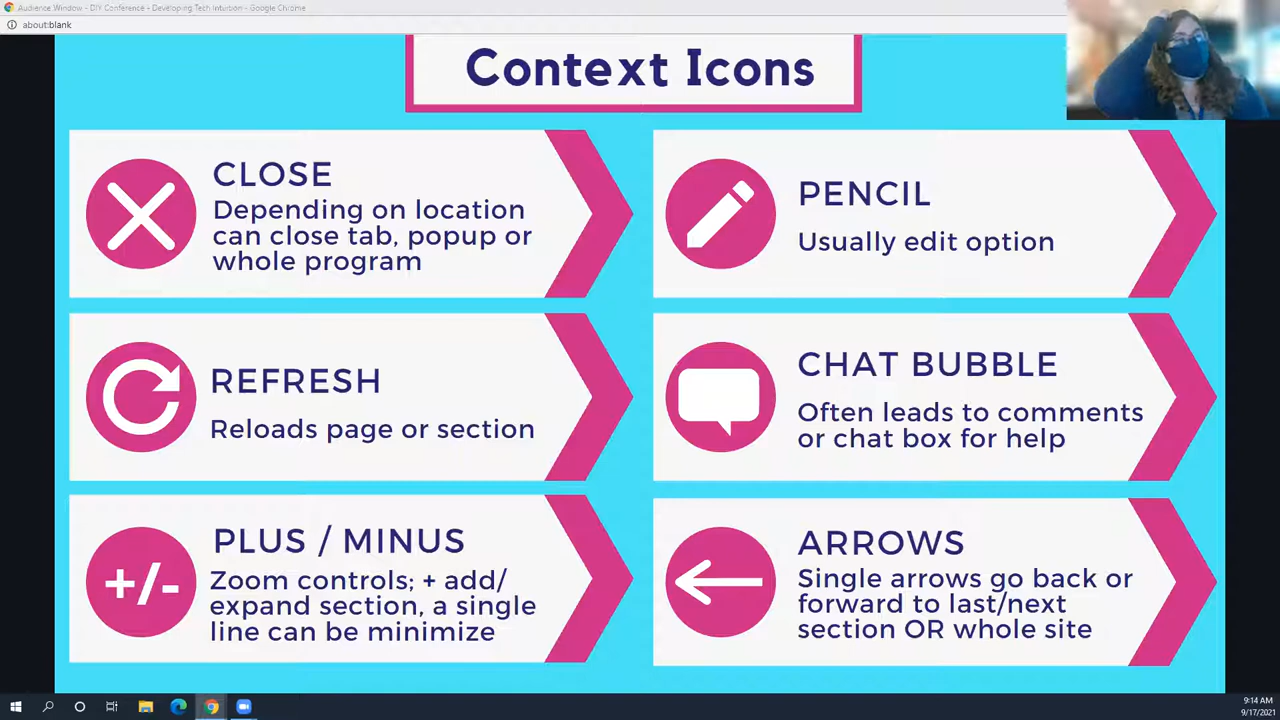 Audience Window - DIY Conference - Developing Tech Intuition - Google Chrome
about:blank
Context Icons
CLOSE
Depending on location
can close tab, popup or
whole program
PENCIL
Usually edit option
REFRESH
Reloads page or section
CHAT BUBBLE
Often leads to comments
or chat box for help
+/-
PLUS / MINUS
Zoom controls; + add/
expand section, a single
line can be minimize
ARROWS
Single arrows go back or
forward to last/next
section OR whole site
9:14 AM
9/17/2021